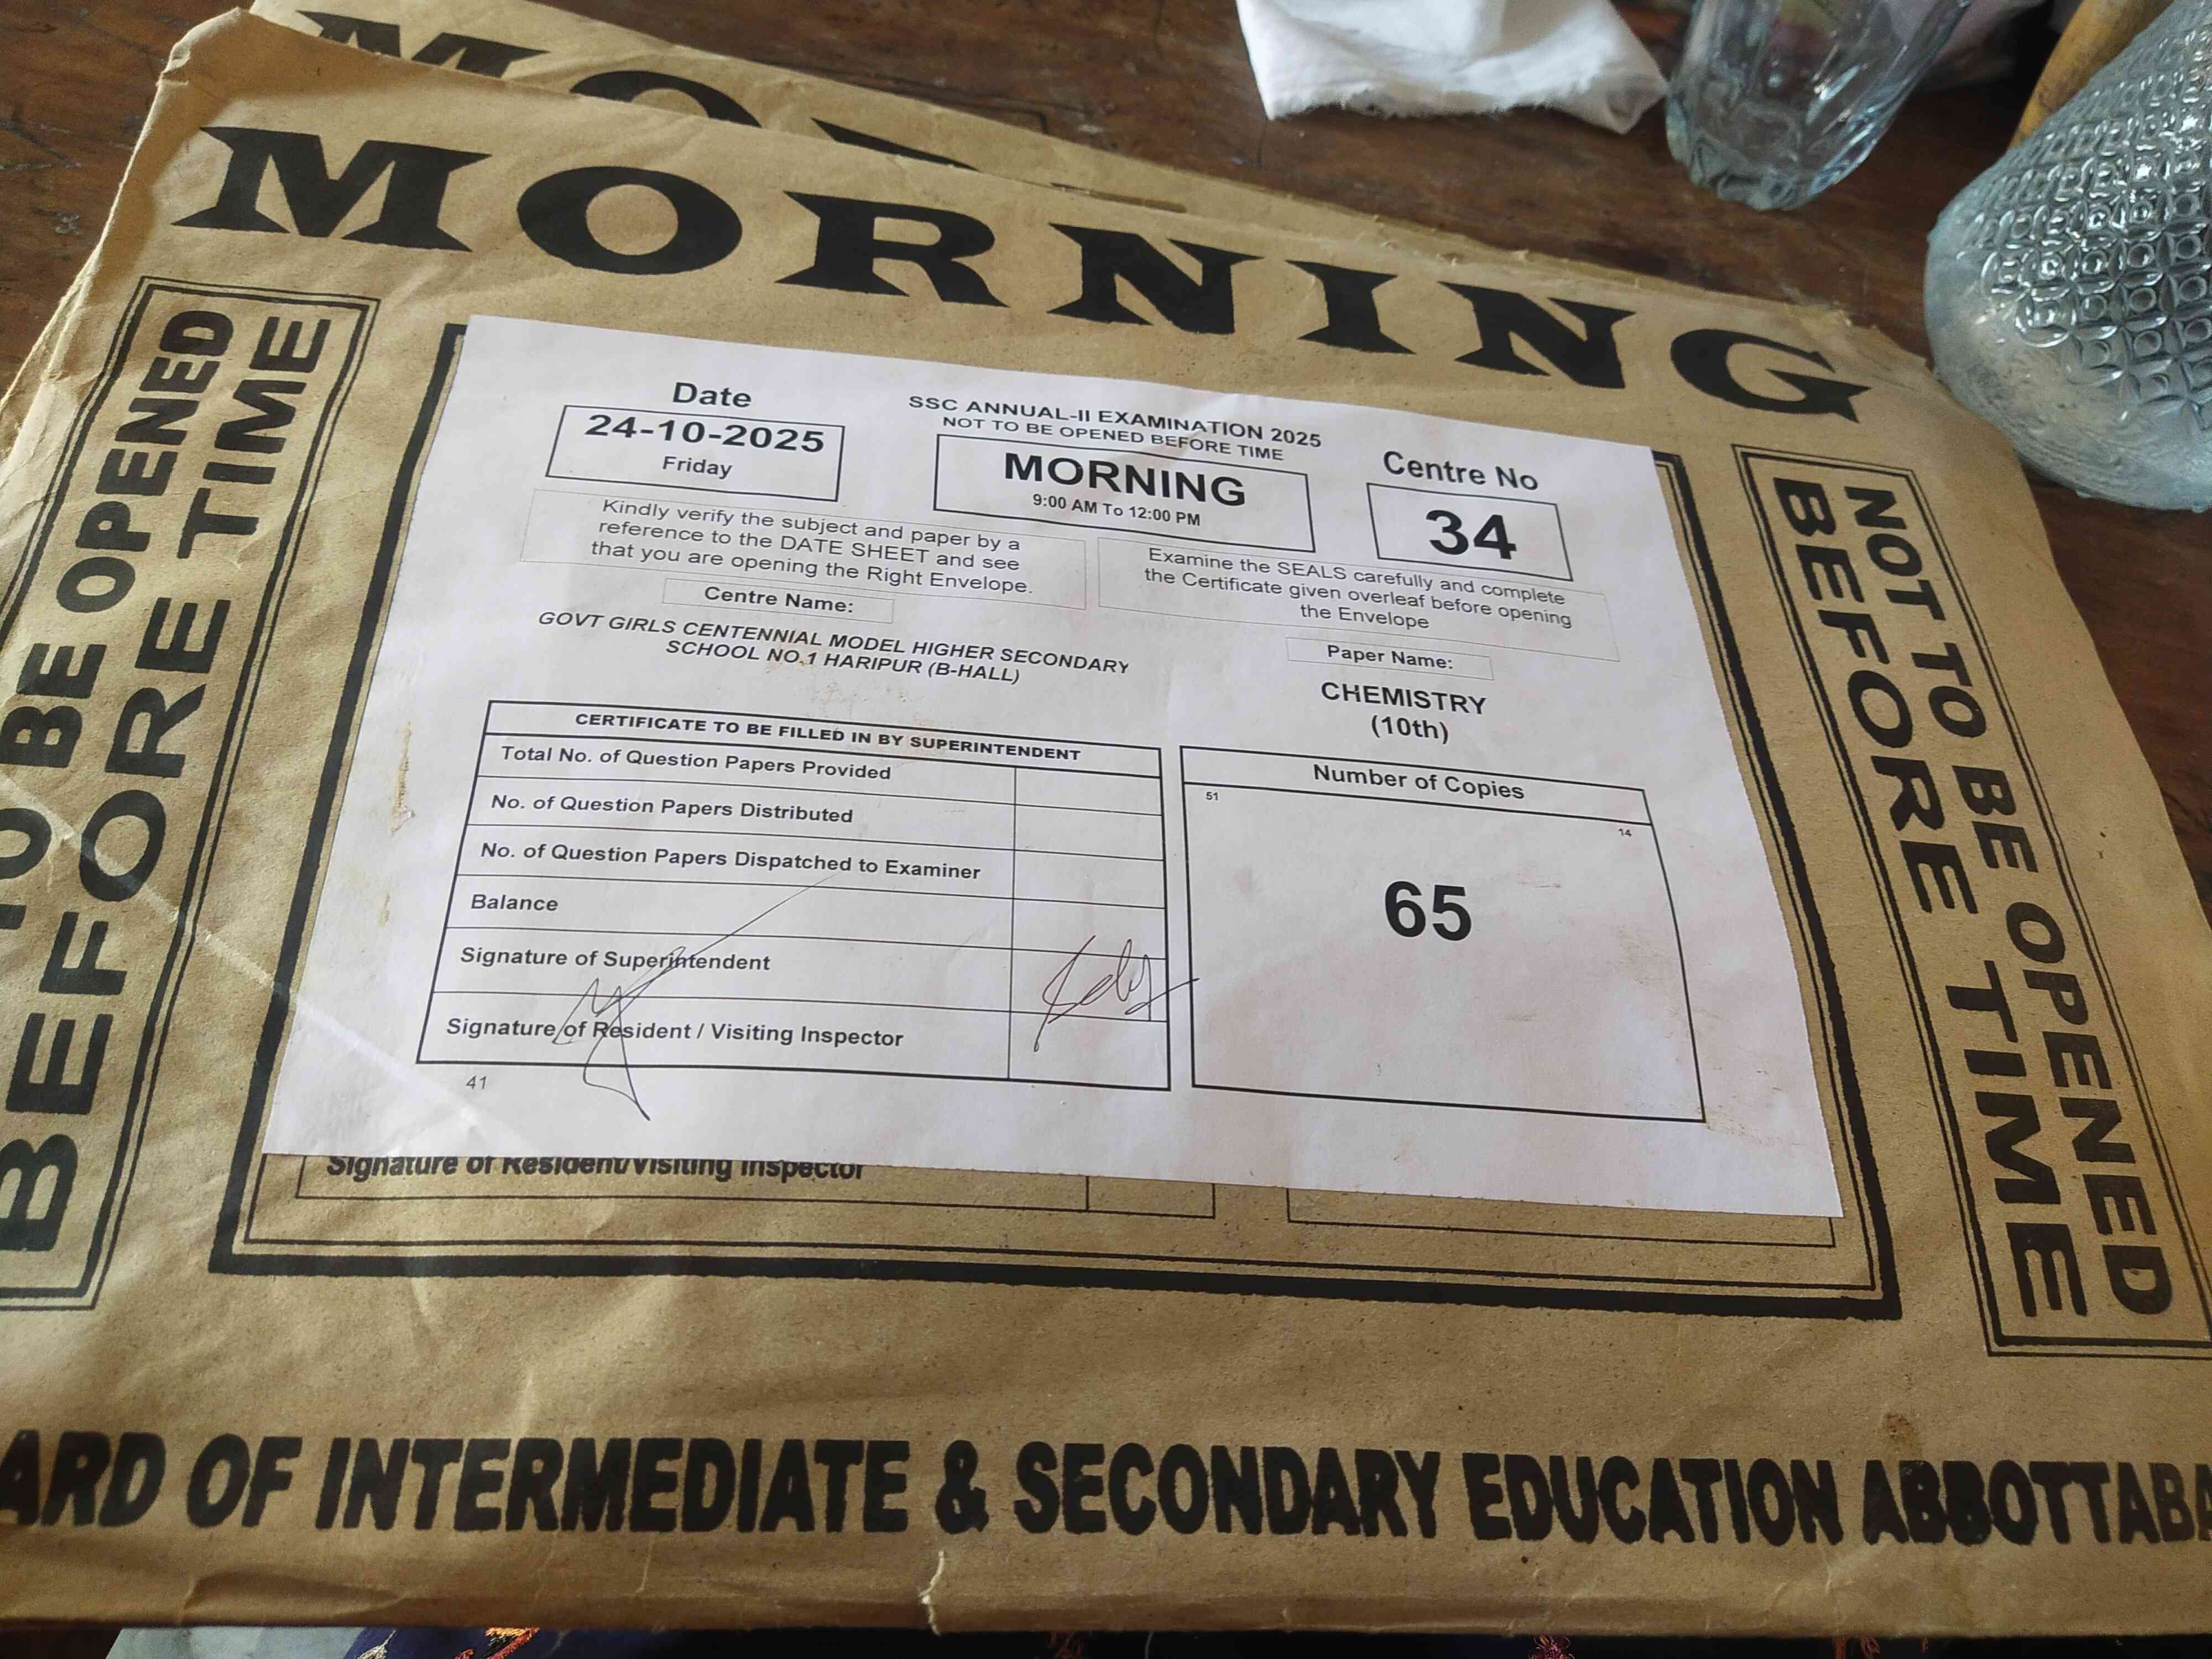 MORNING
NOT TO BE OPENED
BEFORE TIME
TO BE OPENED
BEFORE TIME
Date
24-10-2025
Friday
SSC ANNUAL-II EXAMINATION 2025
NOT TO BE OPENED BEFORE TIME
MORNING
9:00 AM To 12:00 PM
Centre No
34
Kindly verify the subject and paper by a
reference to the DATE SHEET and see
that you are opening the Right Envelope.
Examine the SEALS carefully and complete
the Certificate given overleaf before opening
the Envelope
Centre Name:
GOVT GIRLS CENTENNIAL MODEL HIGHER SECONDARY
SCHOOL NO.1 HARIPUR (B-HALL)
Paper Name:
CHEMISTRY
(10th)
CERTIFICATE TO BE FILLED IN BY SUPERINTENDENT
Total No. of Question Papers Provided
No. of Question Papers Distributed
No. of Question Papers Dispatched to Examiner
Balance
Signature of Superintendent
Signature of Resident / Visiting Inspector
41
Number of Copies
51
14
65
Signature of Resident/Visiting Inspector
ARD OF INTERMEDIATE & SECONDARY EDUCATION ABBOTTABA